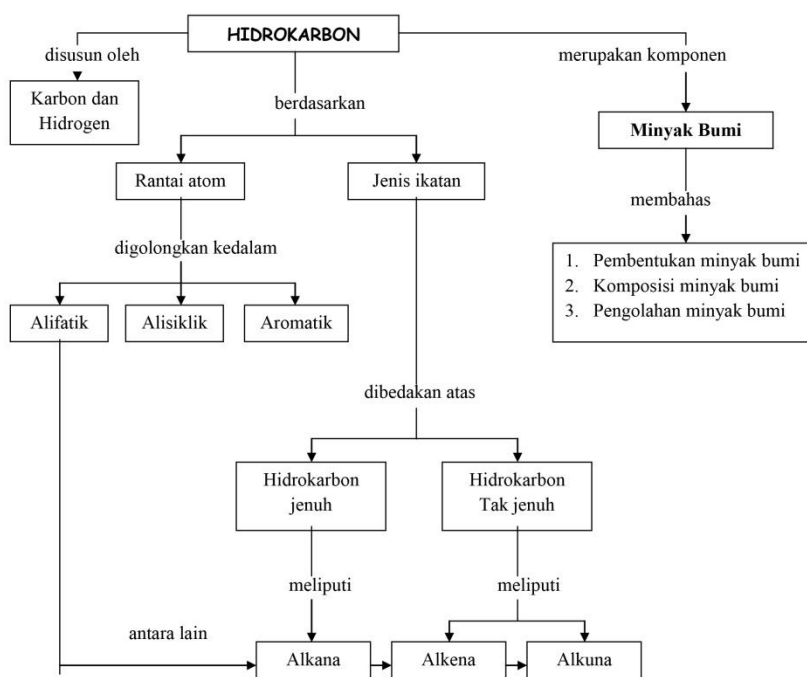 HIDROKARBON
disusun oleh
merupakan komponen
Karbon dan
Hidrogen
berdasarkan
Minyak Bumi
Rantai atom
Jenis ikatan
membahas
digolongkan kedalam
1. Pembentukan minyak bumi
2. Komposisi minyak bumi
3. Pengolahan minyak bumi
Alifatik
Alisiklik
Aromatik
dibedakan atas
Hidrokarbon
jenuh
Hidrokarbon
Tak jenuh
meliputi
meliputi
antara lain
Alkana
Alkena
Alkuna